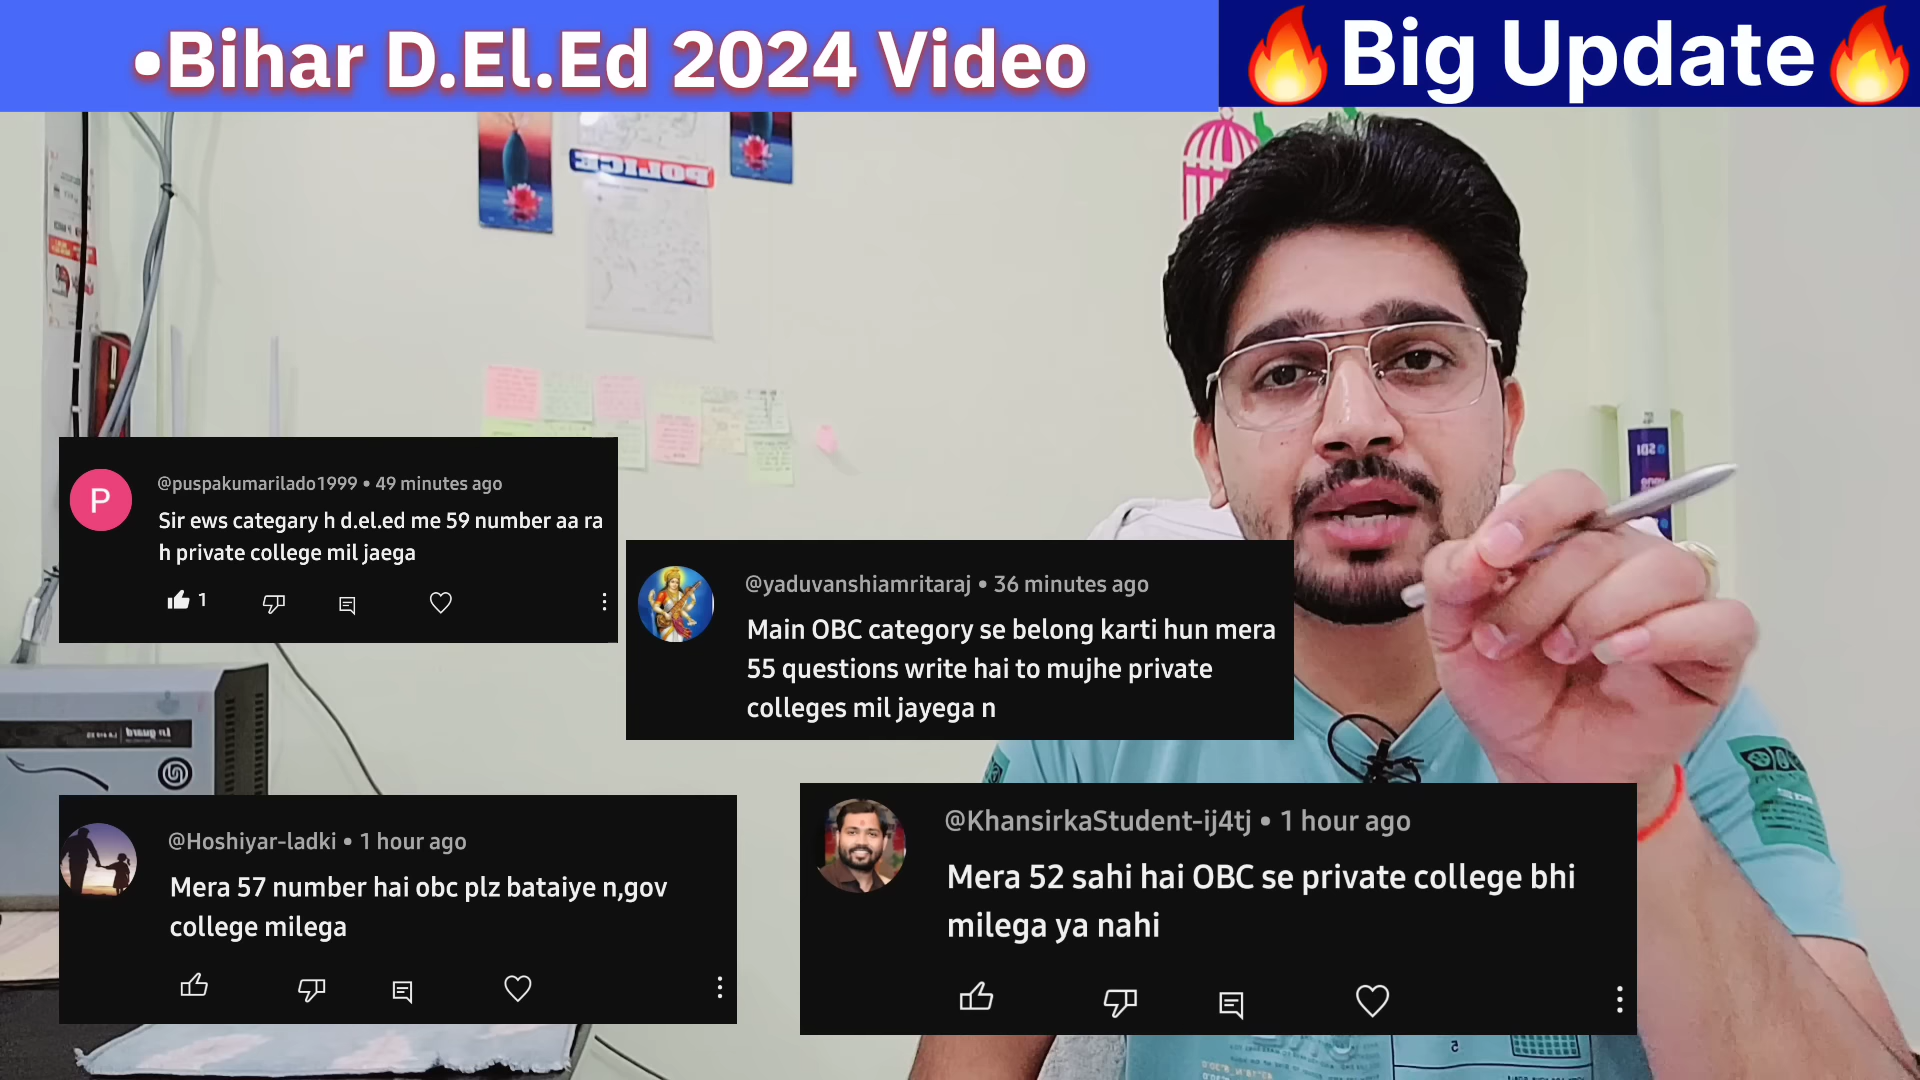 •Bihar D.El.Ed 2024 Video
🔥Big Update🔥
POLICE
@puspakumarilado1999 • 49 minutes ago
Sir ews categary h d.el.ed me 59 number aa ra
h private college mil jaega
1
@yaduvanshiamritaraj • 36 minutes ago
Main OBC category se belong karti hun mera
55 questions write hai to mujhe private
colleges mil jayega n
@Hoshiyar-ladki • 1 hour ago
Mera 57 number hai obc plz bataiye n,gov
college milega
@KhansirkaStudent-ij4tj • 1 hour ago
Mera 52 sahi hai OBC se private college bhi
milega ya nahi
5